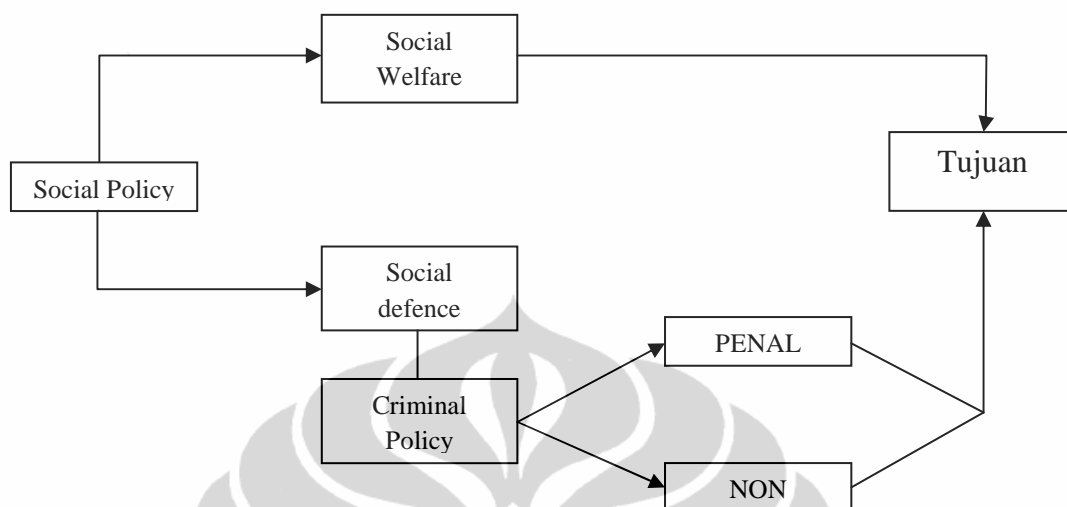 Social
Welfare
Tujuan
Social Policy
Social
defence
PENAL
Criminal
Policy
NON